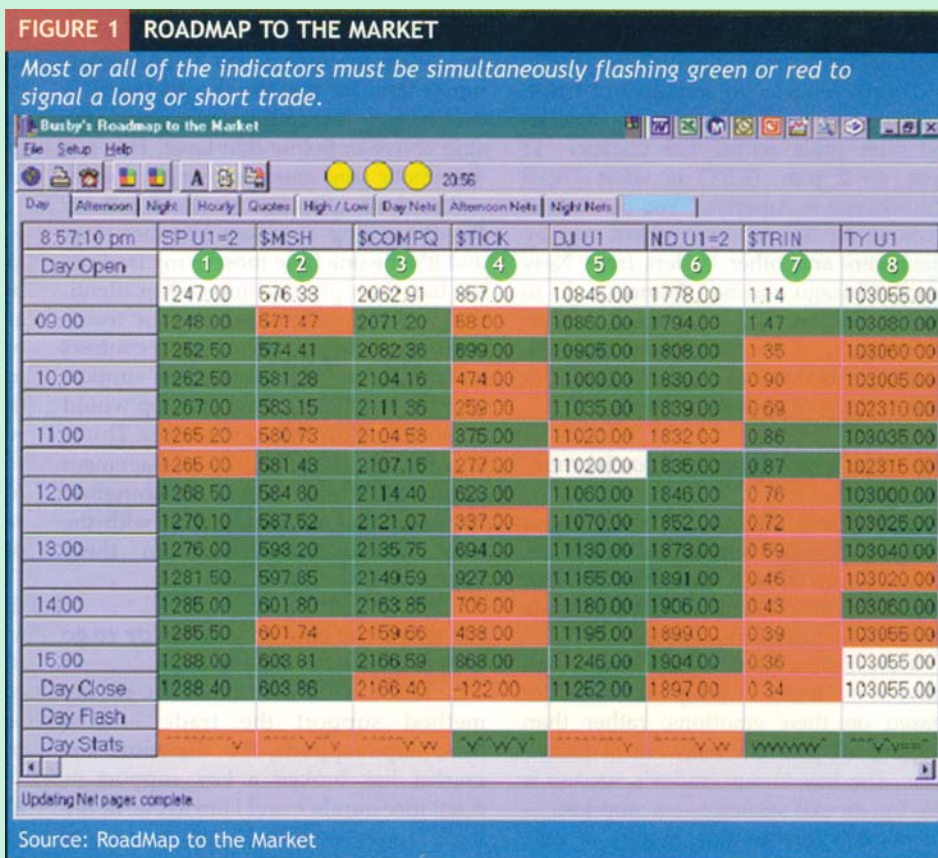 FIGURE 1 ROADMAP TO THE MARKET
Most or all of the indicators must be simultaneously flashing green or red to
signal a long or short trade.
Busby's Roadmap to the Market
File Setup Help
20:56
Day Afternoon Night Hourly Quotes High / Low Day Nets Afternoon Nets Night Nets
8:57:10 pm SP U1=2 $MSH $COMPQ $TICK DJ U1 ND U1=2 $TRIN TY U1
Day Open 1 2 3 4 5 6 7 8
1247.00 576.33 2062.91 857.00 10845.00 1778.00 1.14 103055.00
09:00 1248.00 571.47 2071.20 68.00 10860.00 1794.00 1.47 103080.00
1252.50 574.41 2082.36 699.00 10905.00 1808.00 1.35 103060.00
10:00 1262.50 581.28 2104.16 474.00 11000.00 1830.00 0.90 103005.00
1267.00 583.15 2111.36 259.00 11035.00 1839.00 0.69 102310.00
11:00 1265.20 580.73 2104.58 375.00 11020.00 1832.00 0.86 103035.00
1265.00 581.43 2107.15 277.00 11020.00 1835.00 0.87 102315.00
12:00 1268.50 584.80 2114.40 623.00 11060.00 1846.00 0.76 103000.00
1270.10 587.52 2121.07 337.00 11070.00 1852.00 0.72 103025.00
13:00 1276.00 593.20 2135.75 694.00 11130.00 1873.00 0.59 103040.00
1281.50 597.85 2149.59 927.00 11155.00 1891.00 0.46 103020.00
14:00 1285.00 601.80 2163.85 706.00 11180.00 1906.00 0.43 103060.00
1285.50 601.74 2159.66 438.00 11195.00 1899.00 0.39 103055.00
15:00 1288.00 603.81 2166.59 868.00 11246.00 1904.00 0.36 103055.00
Day Close 1288.40 603.86 2166.40 -122.00 11252.00 1897.00 0.34 103055.00
Day Flash
Day Stats
Updating Net pages complete.
Source: RoadMap to the Market